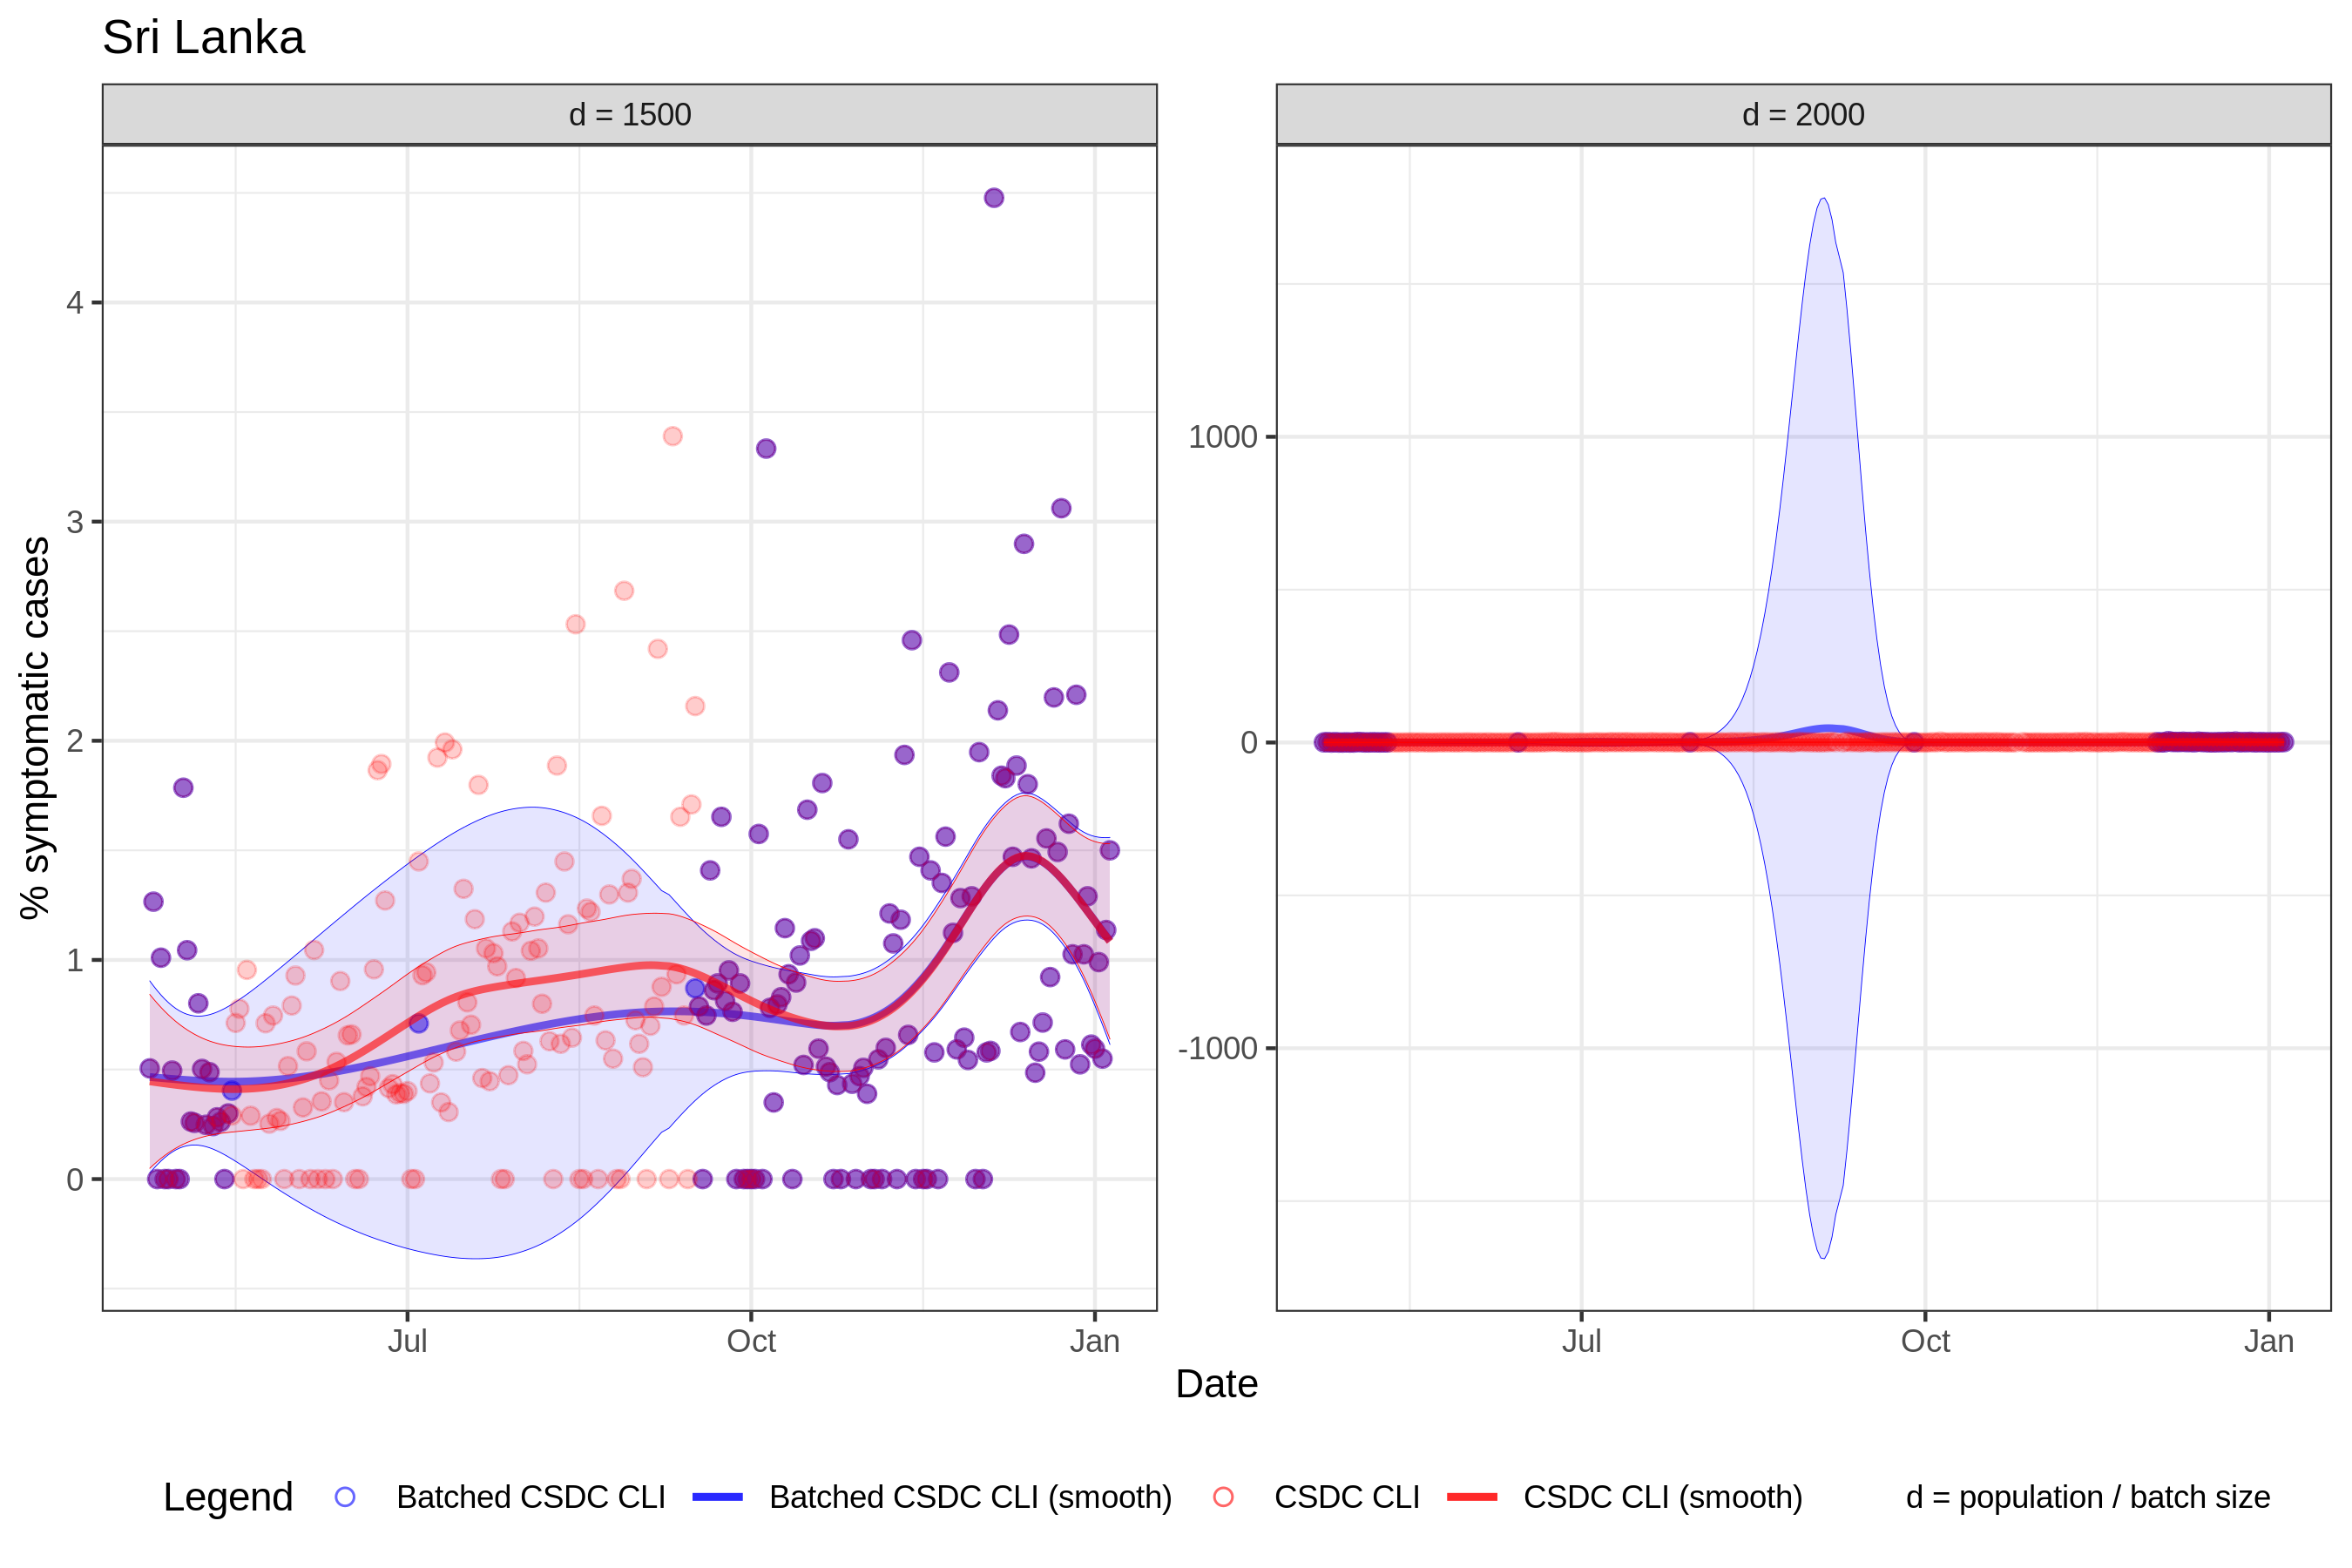 Sri Lanka
d = 1500
d = 2000
% symptomatic cases
4
3
2
1
0
1000
0
-1000
Jul
Oct
Jan
Jul
Oct
Jan
Date
Legend
Batched CSDC CLI
Batched CSDC CLI (smooth)
CSDC CLI
CSDC CLI (smooth)
d = population / batch size